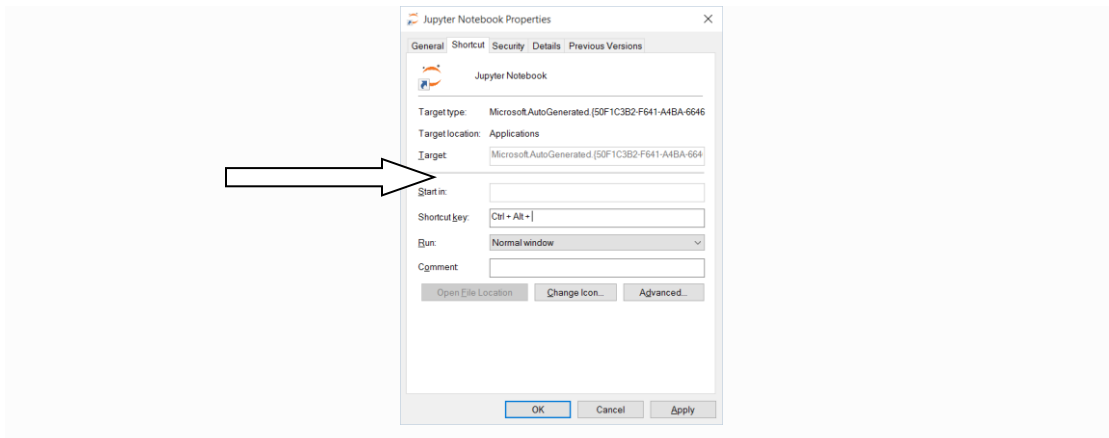 Jupyter Notebook Properties
General Shortcut Security Details Previous Versions
Jupyter Notebook
Target type: Microsoft.AutoGenerated.{50F1C3B2-F641-A4BA-6646
Target location: Applications
Target: Microsoft.AutoGenerated.{50F1C3B2-F641-A4BA-664
Start in:
Shortcut key: Ctrl + Alt +
Run: Normal window
Comment:
Open File Location Change Icon... Advanced...
OK Cancel Apply